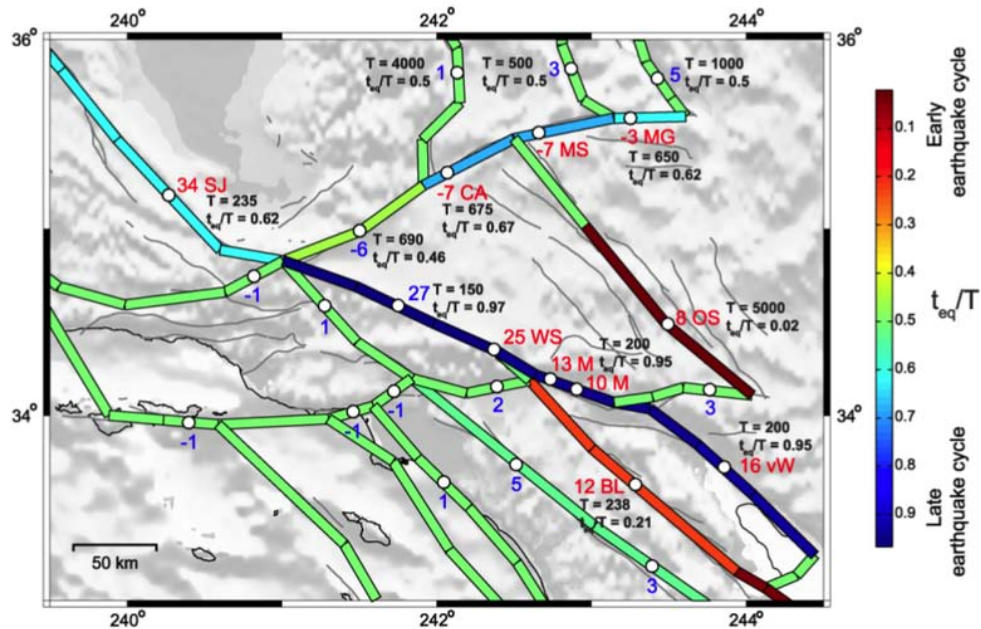 240° 242° 244°
36° 36°
T = 4000
t_eq/T = 0.5
1
T = 500
t_eq/T = 0.5
3
T = 1000
t_eq/T = 0.5
5
-3 MG
-7 MS
T = 650
t_eq/T = 0.62
34 SJ
T = 235
t_eq/T = 0.62
-7 CA
T = 675
t_eq/T = 0.67
-6
T = 690
t_eq/T = 0.46
-1
27
T = 150
t_eq/T = 0.97
1
8 OS
T = 5000
t_eq/T = 0.02
25 WS
T = 200
t_eq/T = 0.95
13 M
10 M
34° 34°
-1
2
3
-1
-1
T = 200
t_eq/T = 0.95
16 vW
5
1
12 BL
T = 238
t_eq/T = 0.21
3
50 km
240° 242° 244°
Early
earthquake cycle
0.1
0.2
0.3
0.4
0.5
0.6
0.7
0.8
0.9
t_eq/T
Late
earthquake cycle